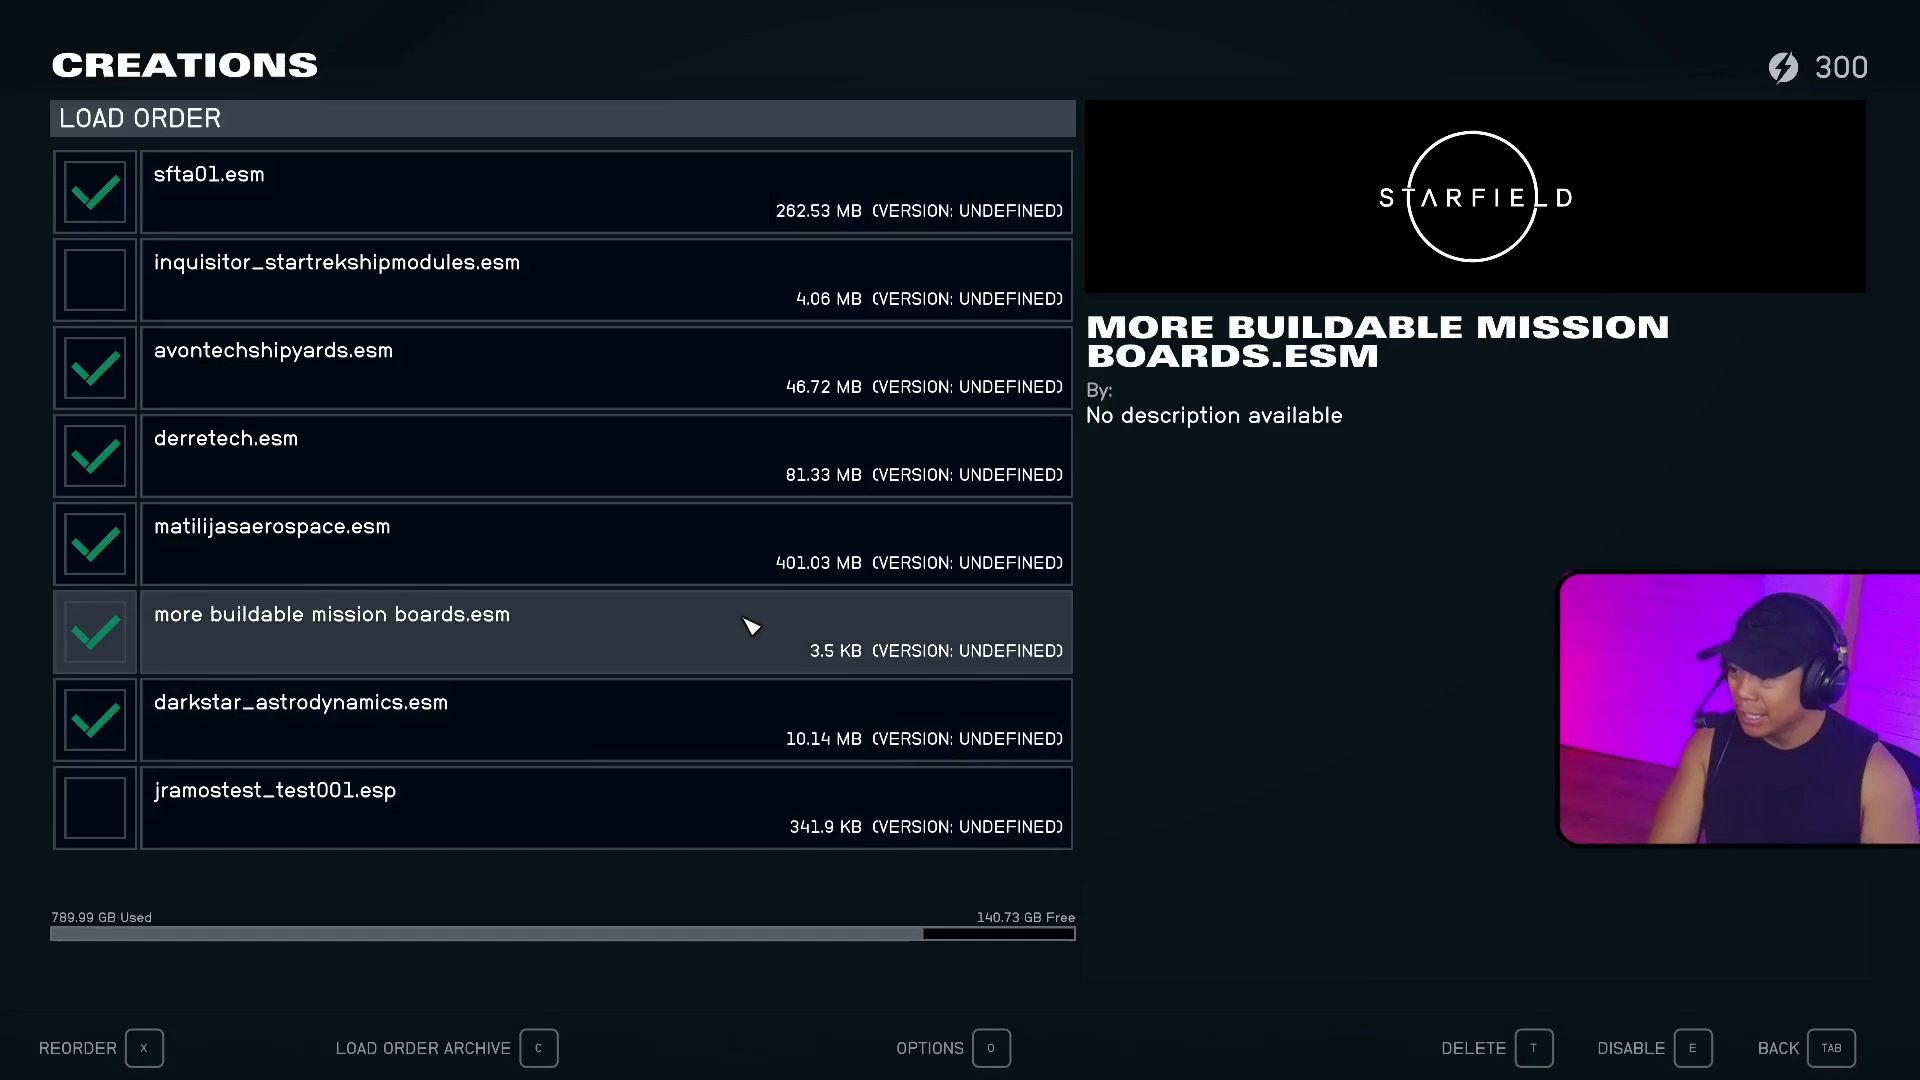 CREATIONS
300
LOAD ORDER
sfta01.esm
262.53 MB (VERSION: UNDEFINED)
inquisitor_startrekshipmodules.esm
4.06 MB (VERSION: UNDEFINED)
avontechshipyards.esm
46.72 MB (VERSION: UNDEFINED)
derretech.esm
81.33 MB (VERSION: UNDEFINED)
matilijasaerospace.esm
401.03 MB (VERSION: UNDEFINED)
more buildable mission boards.esm
3.5 KB (VERSION: UNDEFINED)
darkstar_astrodynamics.esm
10.14 MB (VERSION: UNDEFINED)
jramostest_test001.esp
341.9 KB (VERSION: UNDEFINED)
789.99 GB Used
140.73 GB Free
STARFIELD
MORE BUILDABLE MISSION
BOARDS.ESM
By:
No description available
REORDER X
LOAD ORDER ARCHIVE C
OPTIONS O
DELETE T
DISABLE E
BACK TAB